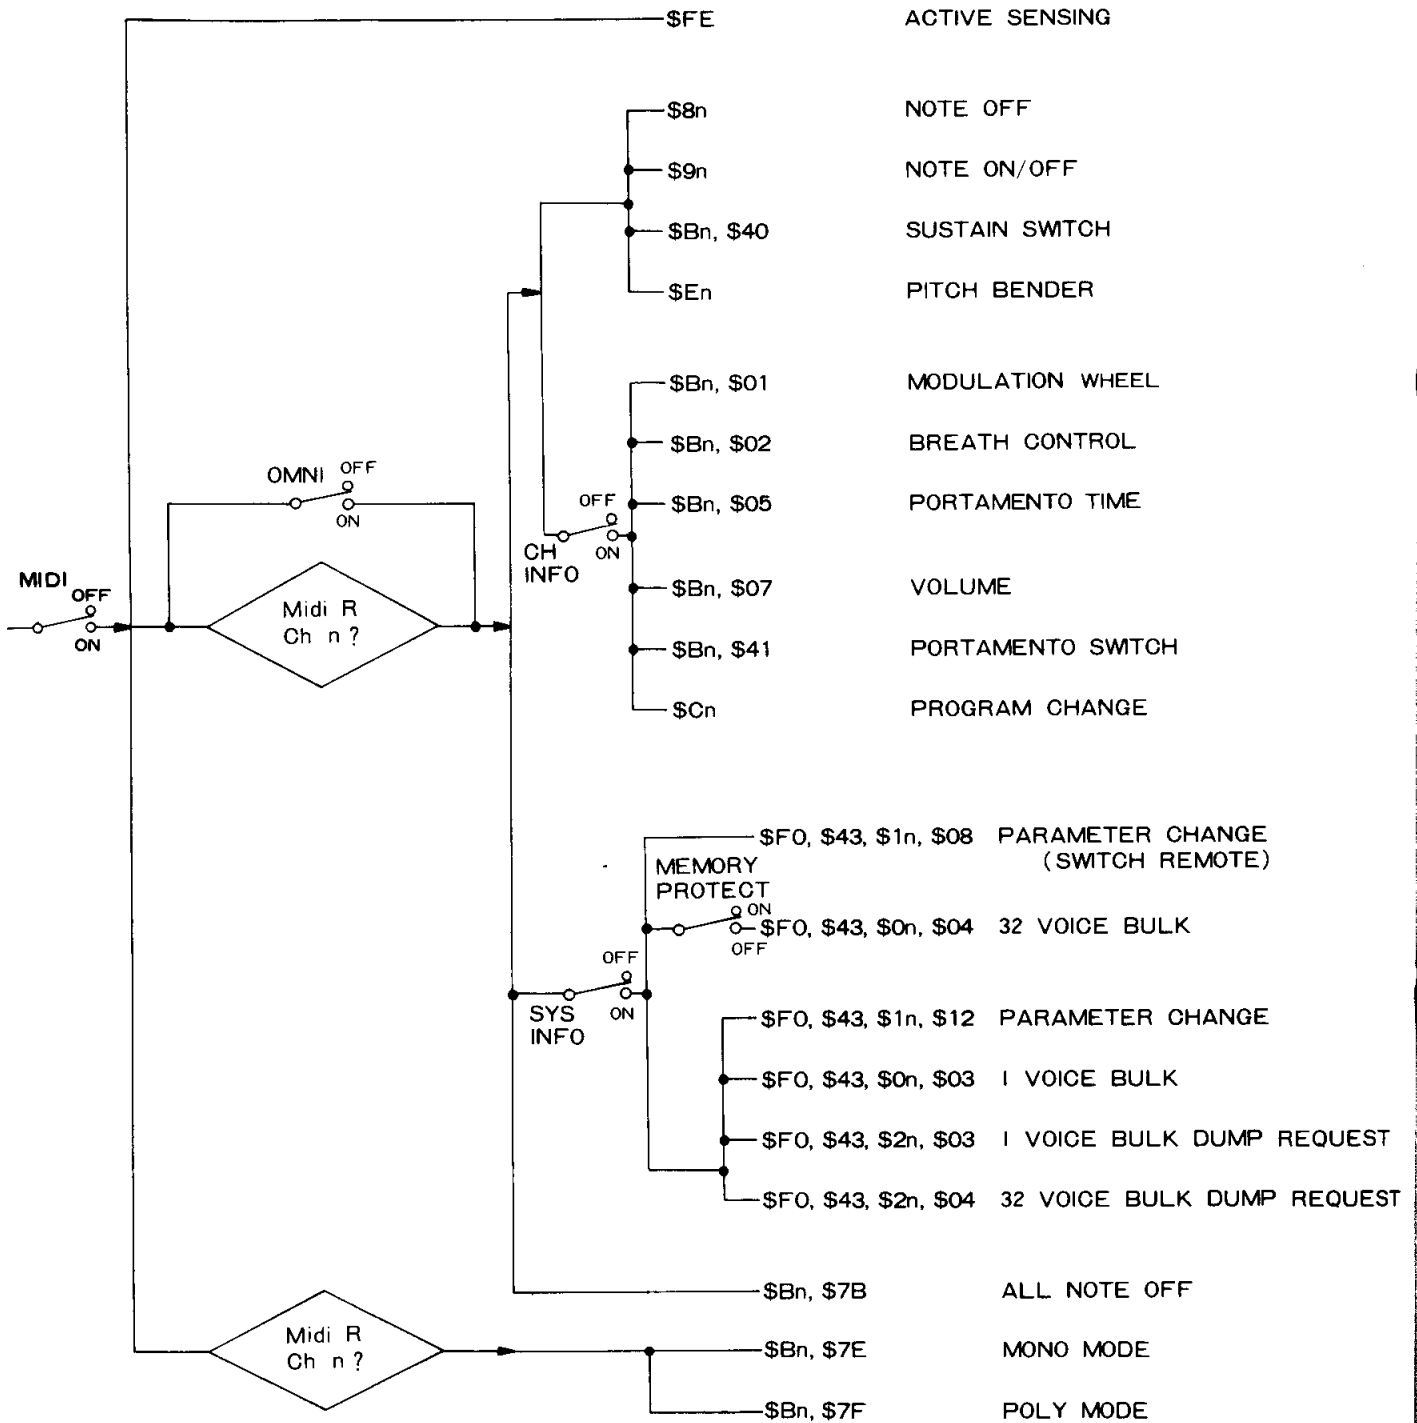 $FE ACTIVE SENSING
$8n NOTE OFF
$9n NOTE ON/OFF
$Bn, $40 SUSTAIN SWITCH
$En PITCH BENDER
$Bn, $01 MODULATION WHEEL
$Bn, $02 BREATH CONTROL
OMNI OFF
ON
OFF
$Bn, $05 PORTAMENTO TIME
CH ON
INFO
MIDI
OFF
ON
Midi R
Ch n ?
$Bn, $07 VOLUME
$Bn, $41 PORTAMENTO SWITCH
$Cn PROGRAM CHANGE
$F0, $43, $1n, $08 PARAMETER CHANGE
(SWITCH REMOTE)
MEMORY
PROTECT
ON
OFF
$F0, $43, $0n, $04 32 VOICE BULK
OFF
SYS ON
INFO
$F0, $43, $1n, $12 PARAMETER CHANGE
$F0, $43, $0n, $03 1 VOICE BULK
$F0, $43, $2n, $03 1 VOICE BULK DUMP REQUEST
$F0, $43, $2n, $04 32 VOICE BULK DUMP REQUEST
$Bn, $7B ALL NOTE OFF
Midi R
Ch n ?
$Bn, $7E MONO MODE
$Bn, $7F POLY MODE